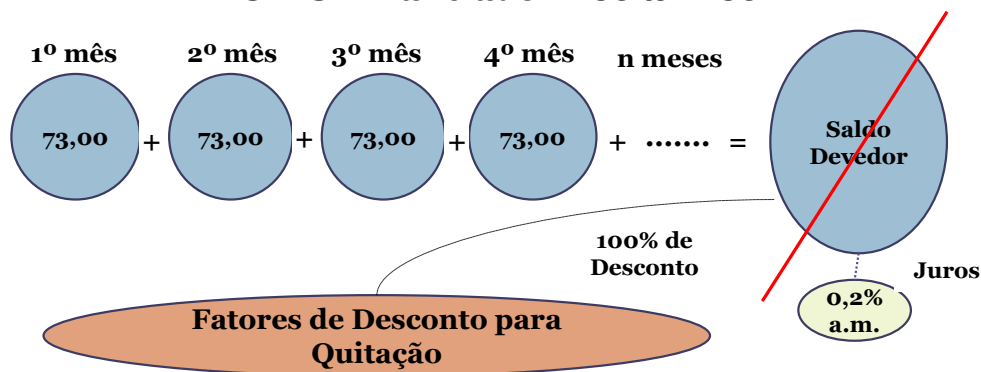 1º mês 2º mês 3º mês 4º mês n meses
73,00 + 73,00 + 73,00 + 73,00 + ....... = Saldo
Devedor
100% de
Desconto
Juros
0,2%
a.m.
Fatores de Desconto para
Quitação